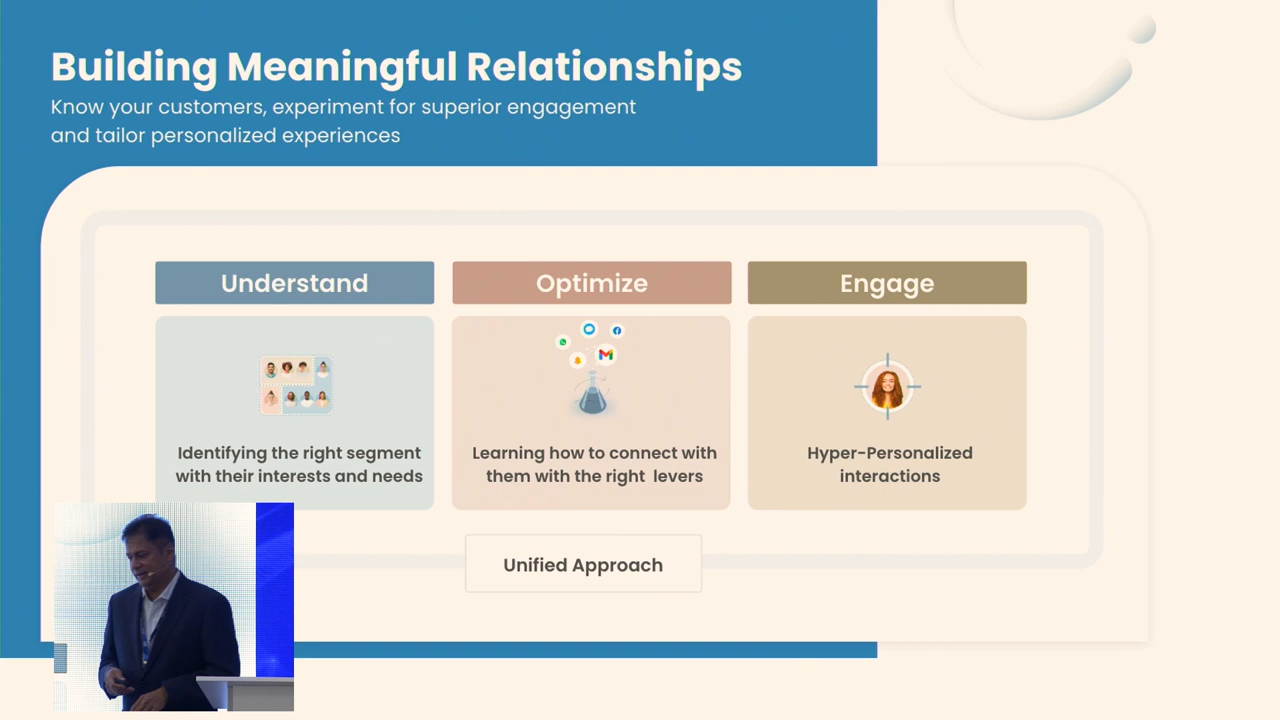 Building Meaningful Relationships
Know your customers, experiment for superior engagement
and tailor personalized experiences
Understand
Optimize
Engage
Identifying the right segment
with their interests and needs
Learning how to connect with
them with the right levers
Hyper-Personalized
interactions
Unified Approach